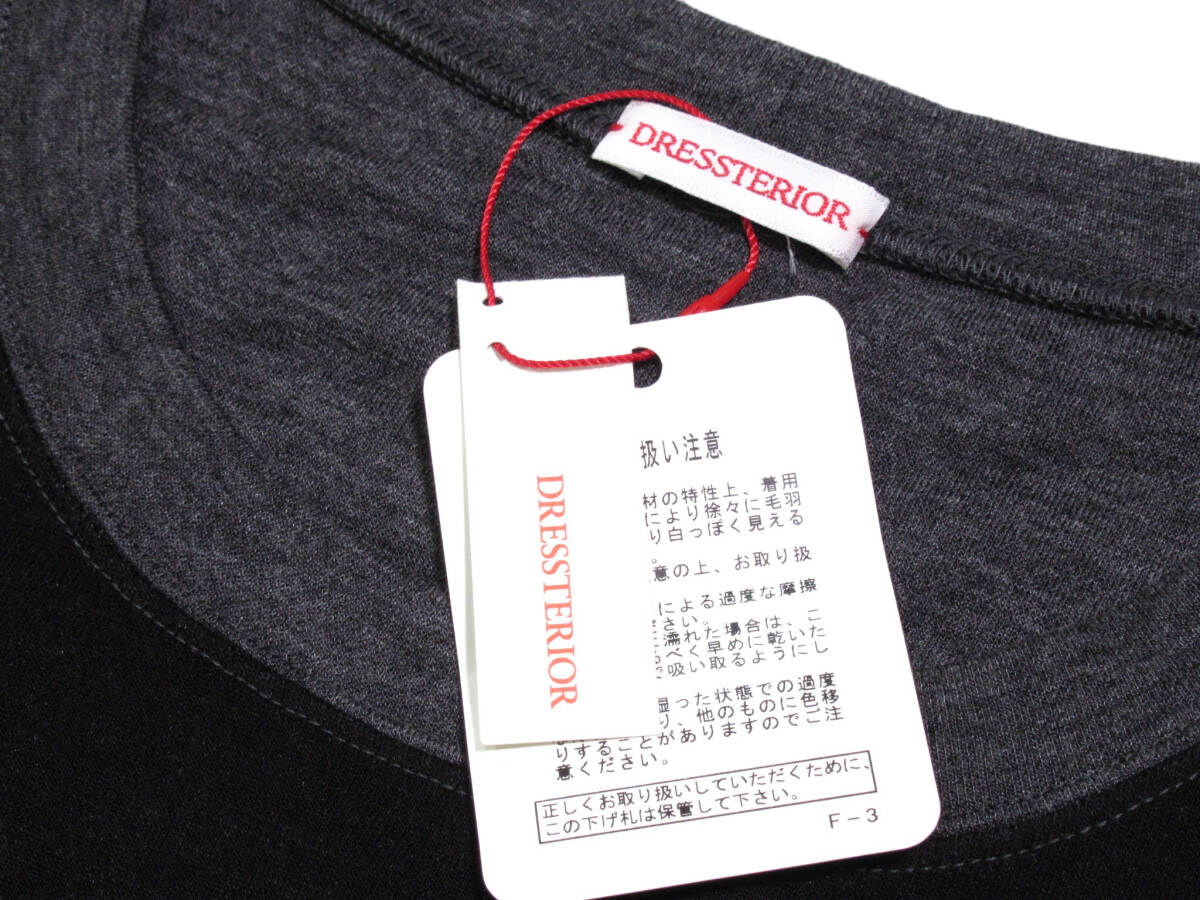 DRESSTERIOR
DRESSTERIOR
扱い注意
材の特性上、着用
により徐々に毛羽
り白っぽく見える
。
意の上、お取り扱
による過度な摩擦
さい。
濡れた場合は、こ
べく早めに乾いた
吸い取るようにし
湿った状態での過度
り、他のものに色移
りすることがありますのでご注
意ください。
正しくお取り扱いしていただくために、
この下げ札は保管して下さい。
F-3